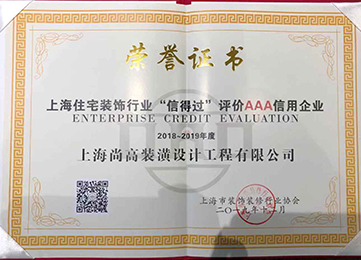 荣誉证书
上海住宅装饰行业“信得过”评价AAA信用企业
ENTERPRISE CREDIT EVALUATION
2018-2019年度
上海尚高装潢设计工程有限公司
上海市装饰装修行业协会
二〇一九年十二月